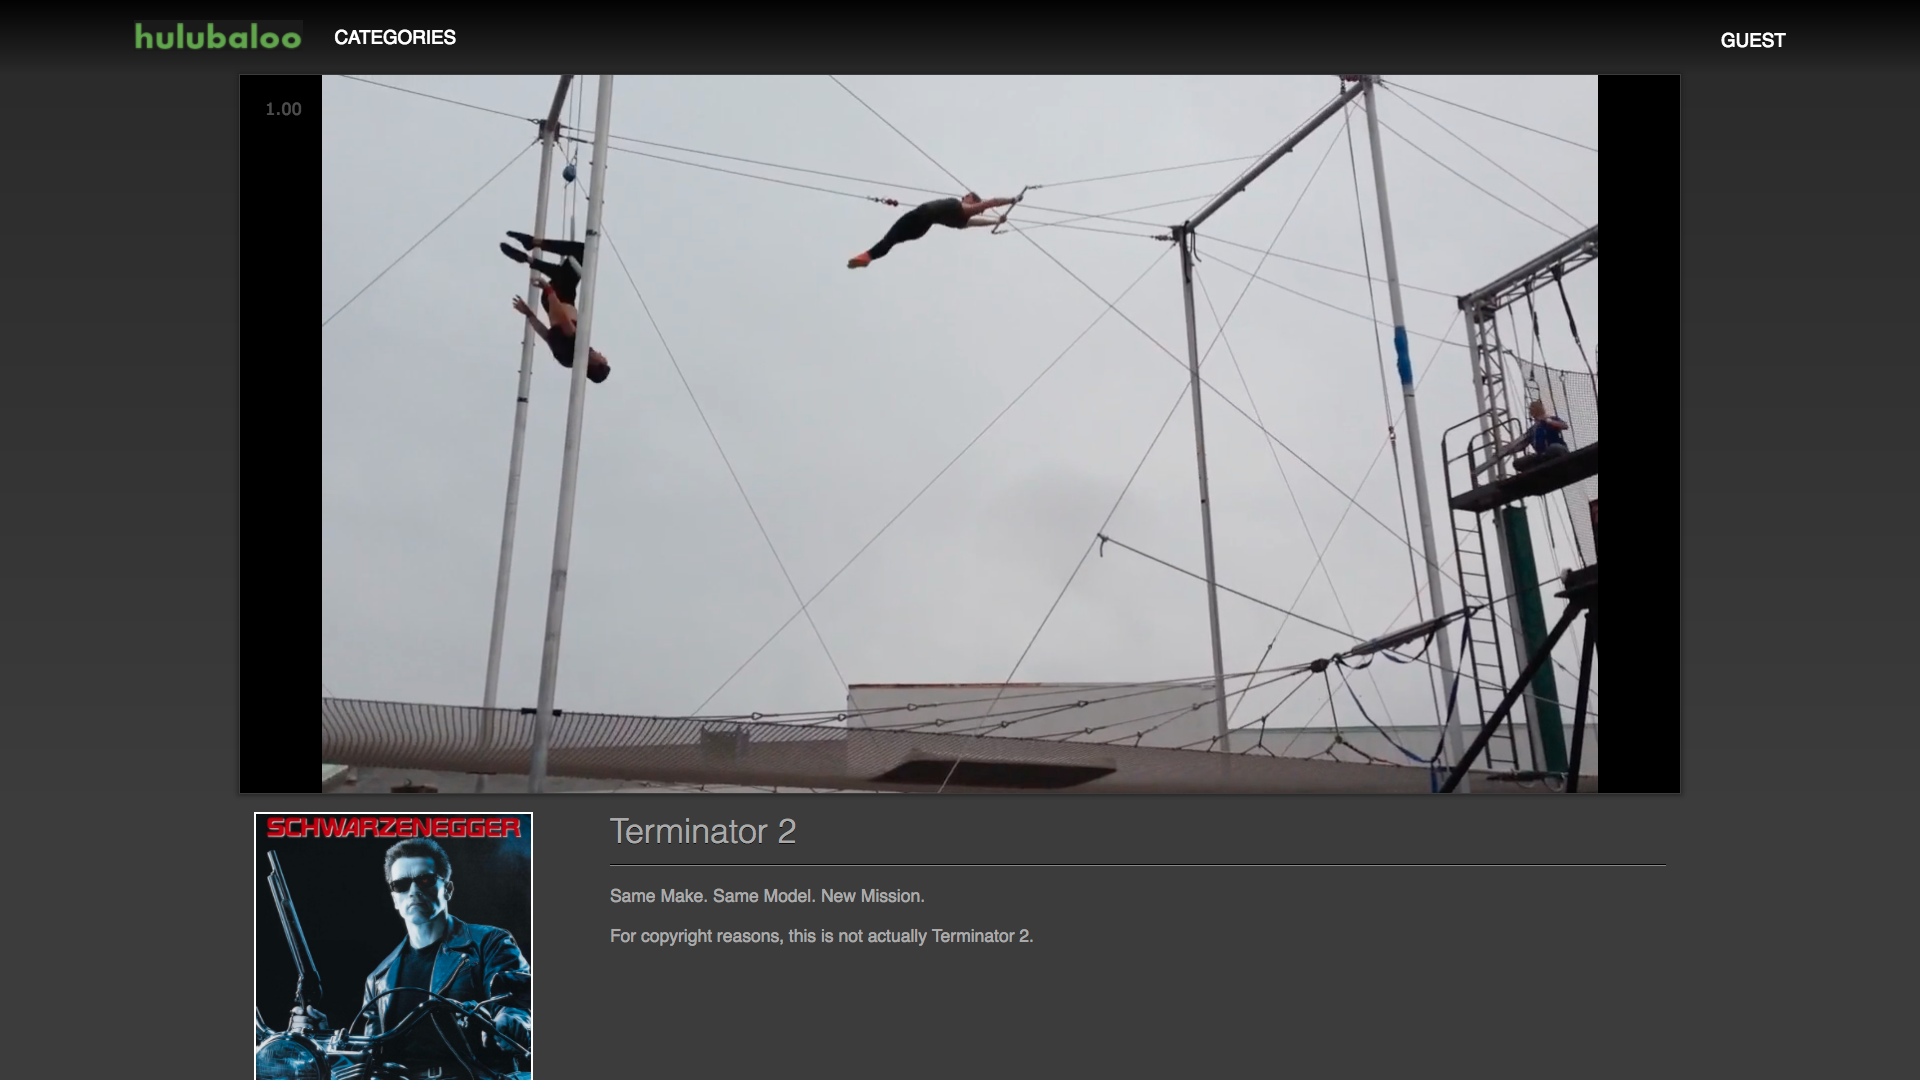 hulubaloo
CATEGORIES
GUEST
1.00
SCHWARZENEGGER
Terminator 2
Same Make. Same Model. New Mission.
For copyright reasons, this is not actually Terminator 2.